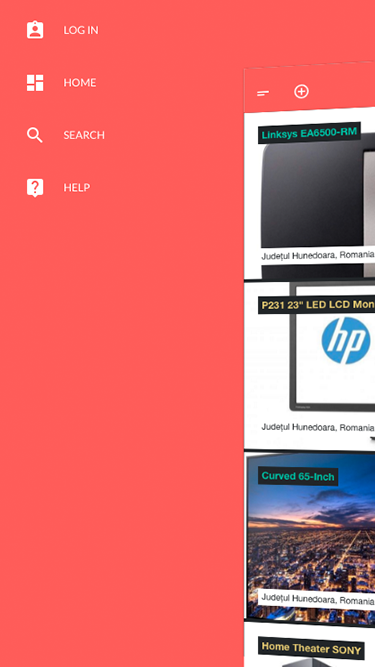 LOG IN
HOME
SEARCH
HELP
Linksys EA6500-RM
Județul Hunedoara, Romania
P231 23" LED LCD Mon
hp
Județul Hunedoara, Romania
Curved 65-Inch
Județul Hunedoara, Romania
Home Theater SONY